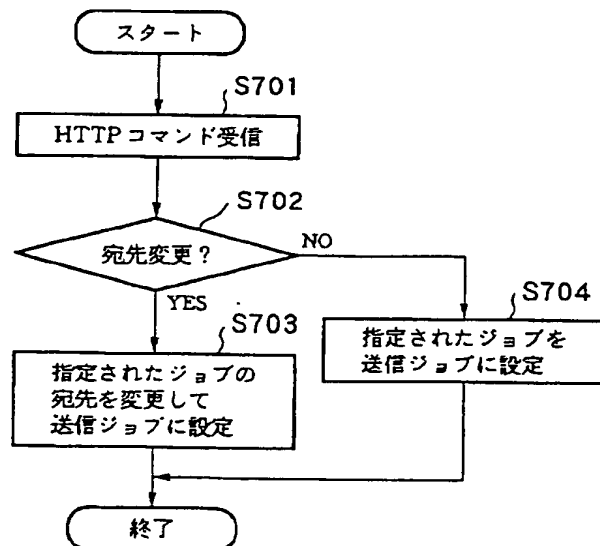 スタート
S701
HTTPコマンド受信
S702
宛先変更？
NO
YES
S703
S704
指定されたジョブの
宛先を変更して
送信ジョブに設定
指定されたジョブを
送信ジョブに設定
終了